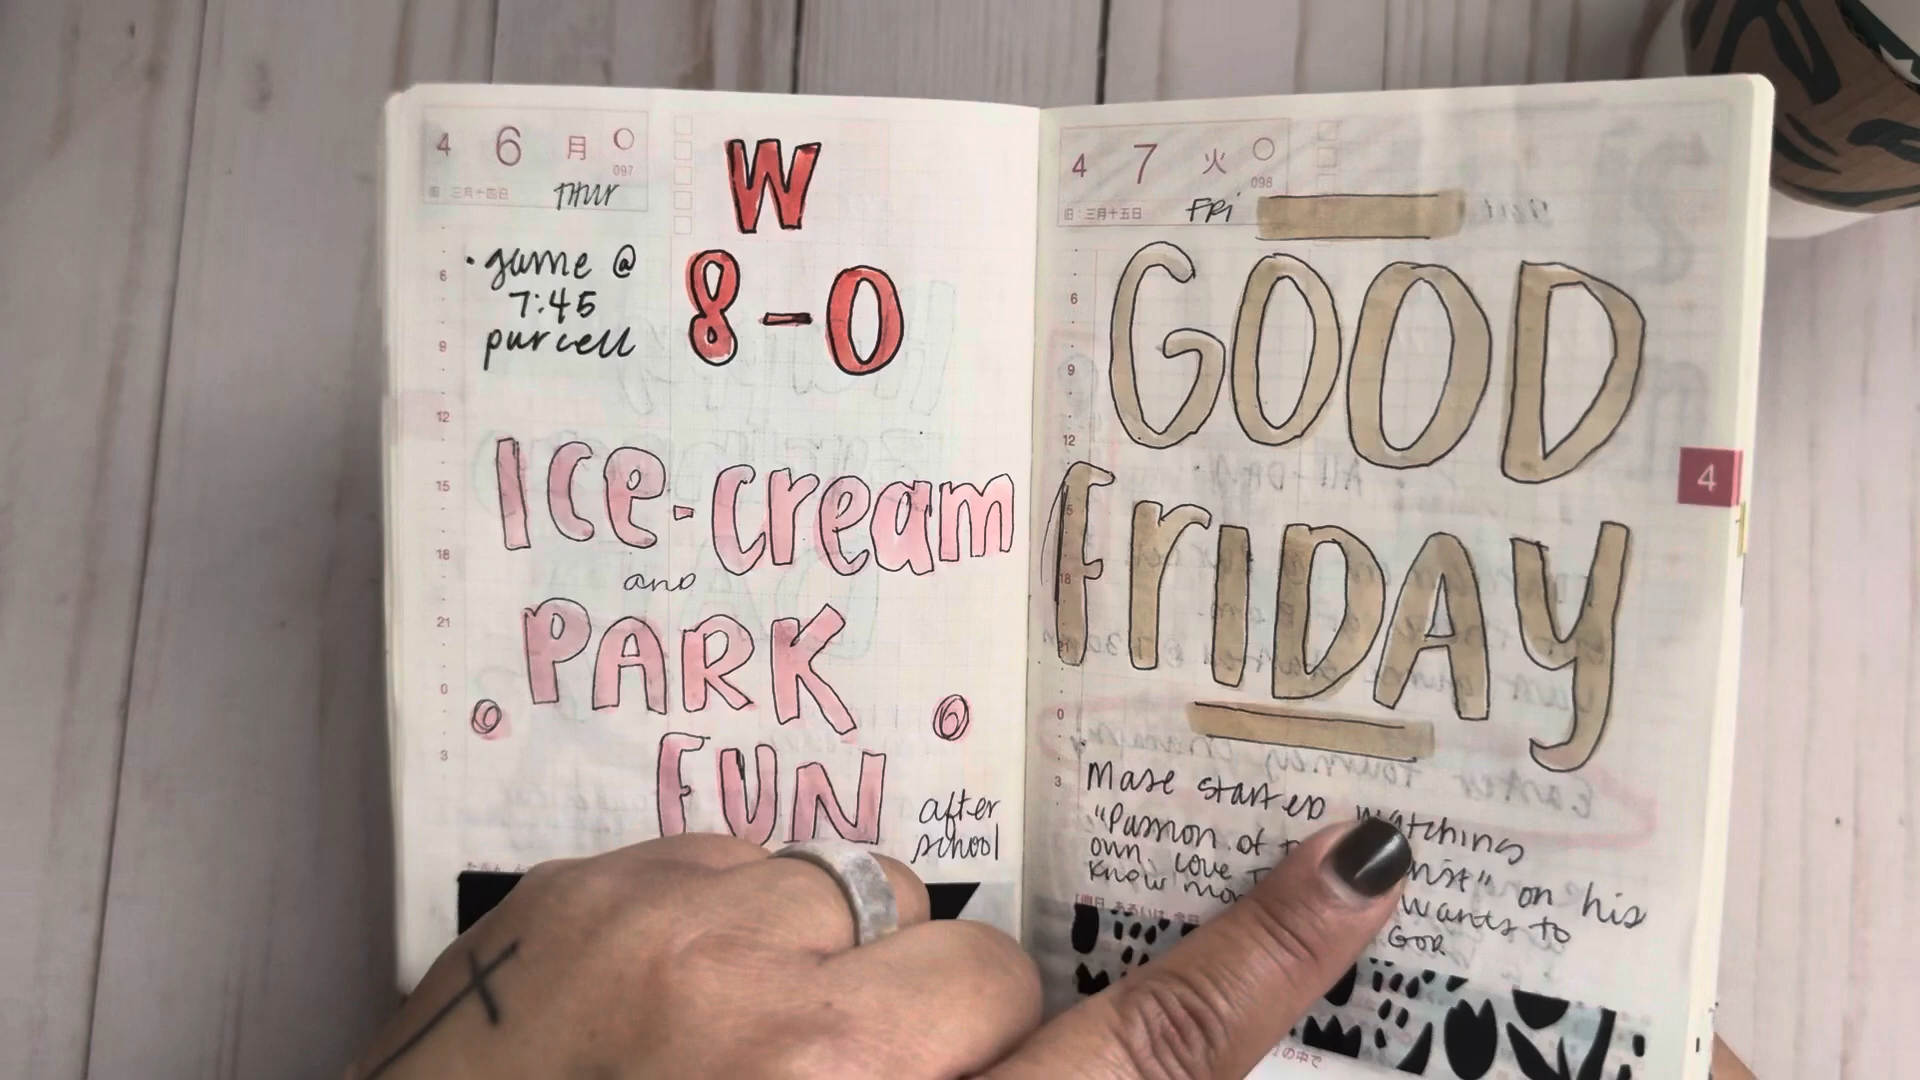 4 6 月
097
旧 三月十四日
THUR
• game @
7:45
purcell
W
8-0
6
9
12
15
18
21
0
3
Ice-cream
and
PARK
FUN
after
school
4 7 火
098
旧 三月十五日
FRI
GOOD
FRIDAY
6
9
12
18
0
3
4
Mase started watching
"Passion of on his
own. Love wants to
know God